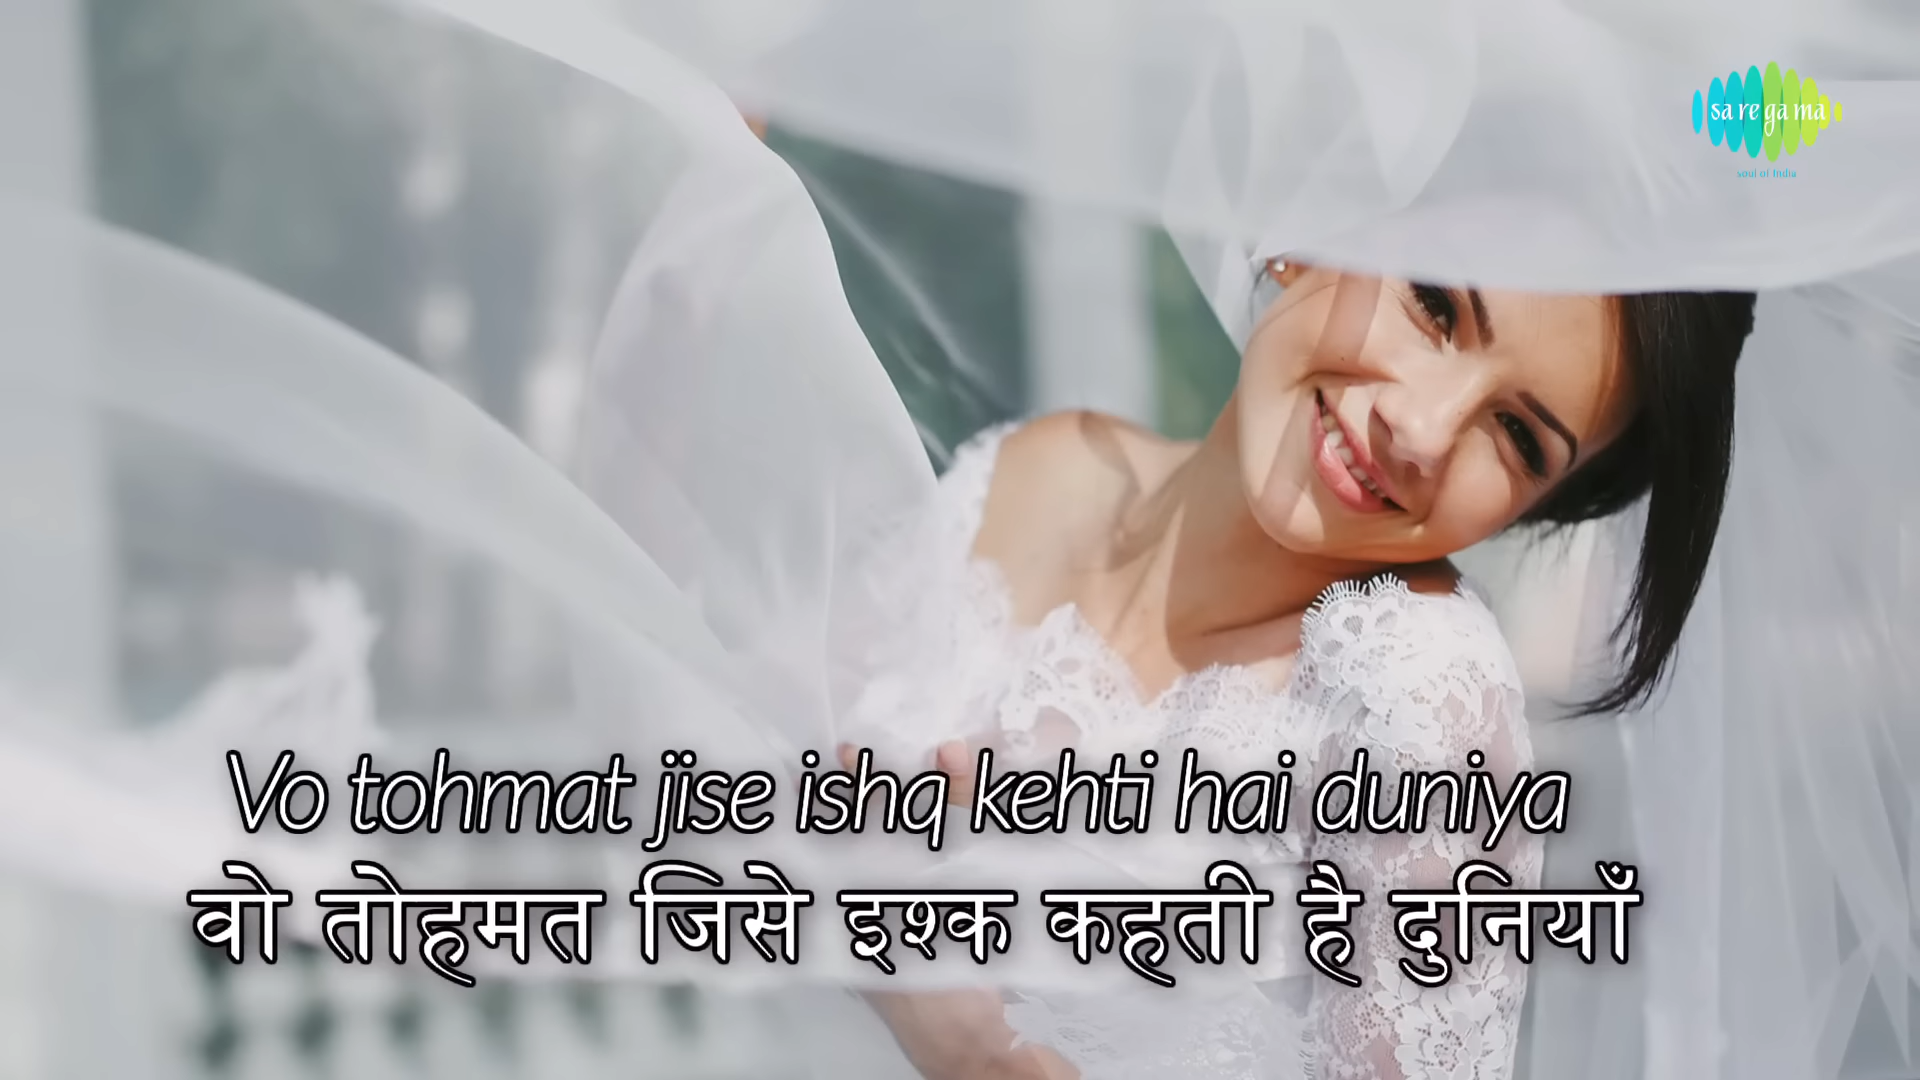 sa re ga ma
soul of India
Vo tohmat jise ishq kehti hai duniya
वो तोहमत जिसे इश्क कहती है दुनियाँ